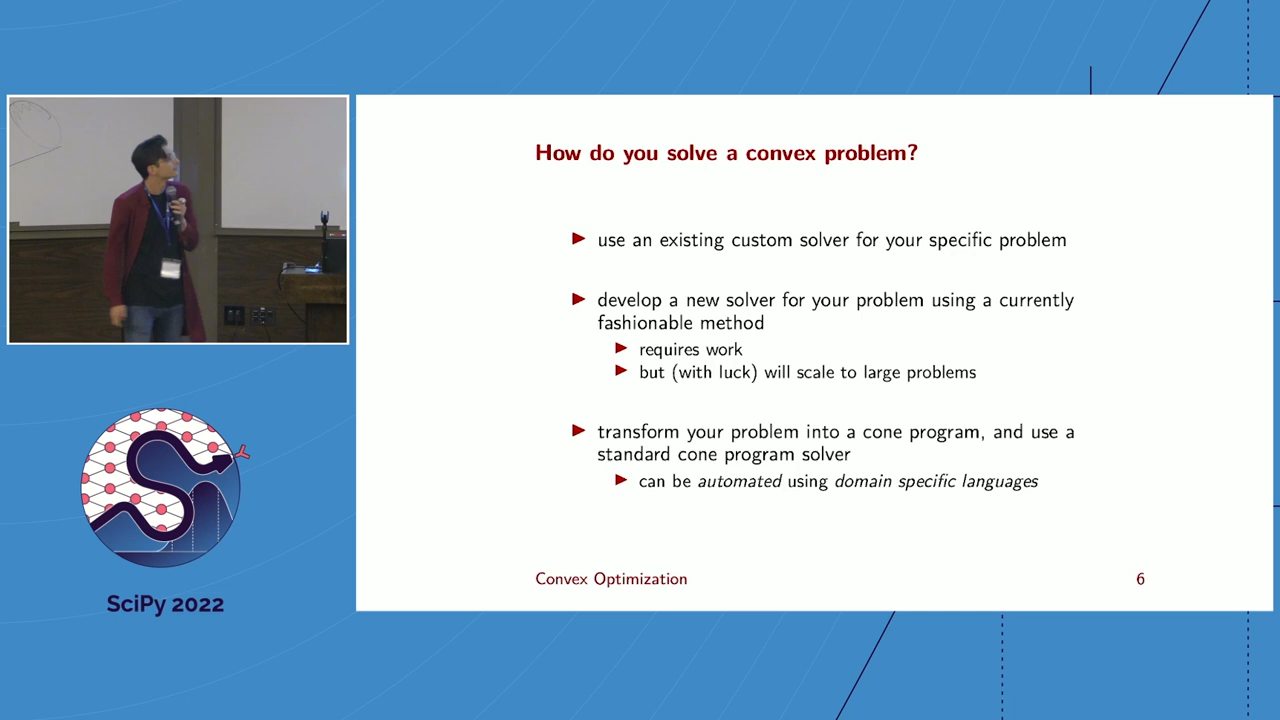 How do you solve a convex problem?
▶ use an existing custom solver for your specific problem
▶ develop a new solver for your problem using a currently
fashionable method
▶ requires work
▶ but (with luck) will scale to large problems
▶ transform your problem into a cone program, and use a
standard cone program solver
▶ can be automated using domain specific languages
Convex Optimization 6
SciPy 2022